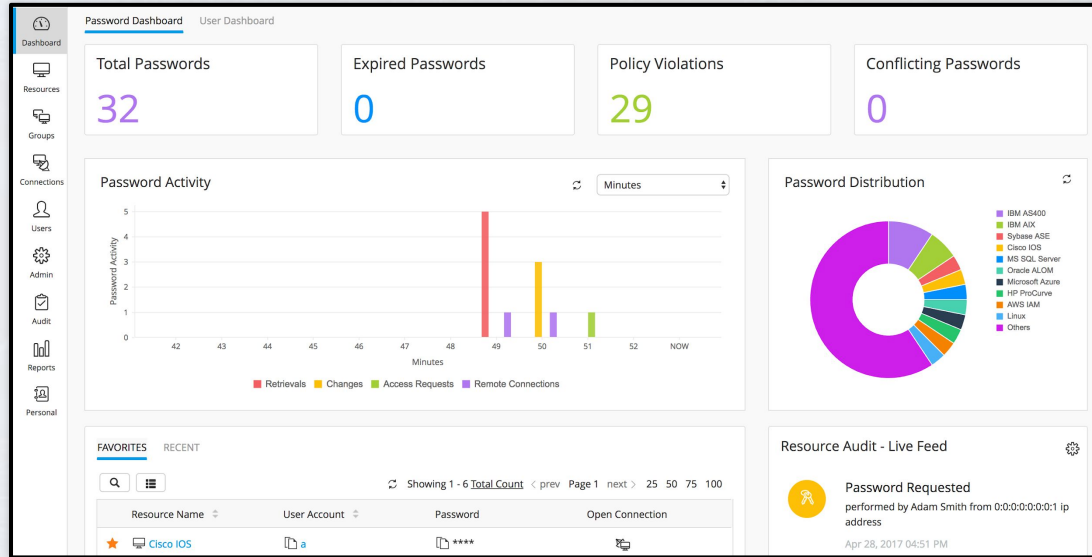 Dashboard
Resources
Groups
Connections
Users
Admin
Audit
Reports
Personal
Password Dashboard User Dashboard
Total Passwords
32
Expired Passwords
0
Policy Violations
29
Conflicting Passwords
0
Password Activity
Minutes
Password Activity
5
4
3
2
1
0
42 43 44 45 46 47 48 49 50 51 52 NOW
Minutes
Retrievals Changes Access Requests Remote Connections
Password Distribution
IBM AS400
IBM AIX
Sybase ASE
Cisco IOS
MS SQL Server
Oracle ALOM
Microsoft Azure
HP ProCurve
AWS IAM
Linux
Others
FAVORITES RECENT
Showing 1 - 6 Total Count < prev Page 1 next > 25 50 75 100
Resource Name User Account Password Open Connection
Cisco IOS a ****
Resource Audit - Live Feed
Password Requested
performed by Adam Smith from 0:0:0:0:0:0:0:1 ip
address
Apr 28, 2017 04:51 PM